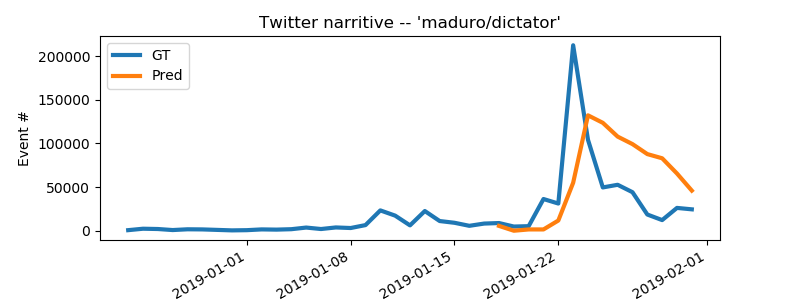 Twitter narritive -- 'maduro/dictator'
GT
Pred
Event #
200000
150000
100000
50000
0
2019-01-01
2019-01-08
2019-01-15
2019-01-22
2019-02-01